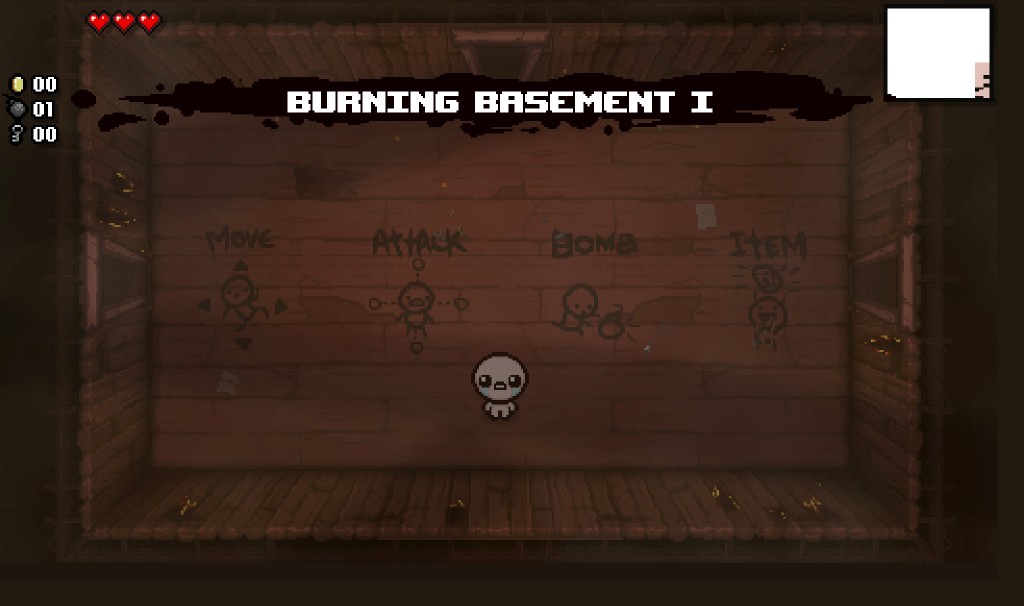 00
01
00
BURNING BASEMENT I
MOVE
ATTACK
BOMB
ITEM